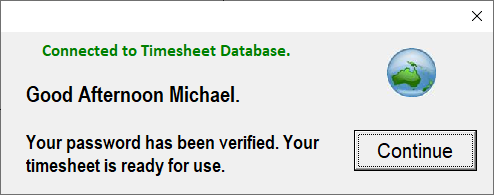 Connected to Timesheet Database.
Good Afternoon Michael.
Your password has been verified. Your
timesheet is ready for use.
Continue